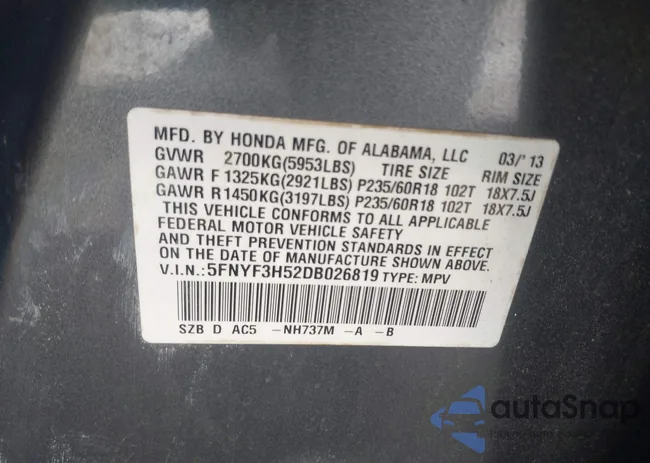 MFD. BY HONDA MFG. OF ALABAMA, LLC 03/'13
GVWR 2700KG(5953LBS) TIRE SIZE RIM SIZE
GAWR F 1325KG(2921LBS) P235/60R18 102T 18X7.5J
GAWR R1450KG(3197LBS) P235/60R18 102T 18X7.5J
THIS VEHICLE CONFORMS TO ALL APPLICABLE
FEDERAL MOTOR VEHICLE SAFETY
AND THEFT PREVENTION STANDARDS IN EFFECT
ON THE DATE OF MANUFACTURE SHOWN ABOVE.
V.I.N.:5FNYF3H52DB026819 TYPE: MPV
SZB D AC5 -NH737M -A -B
autoSnap